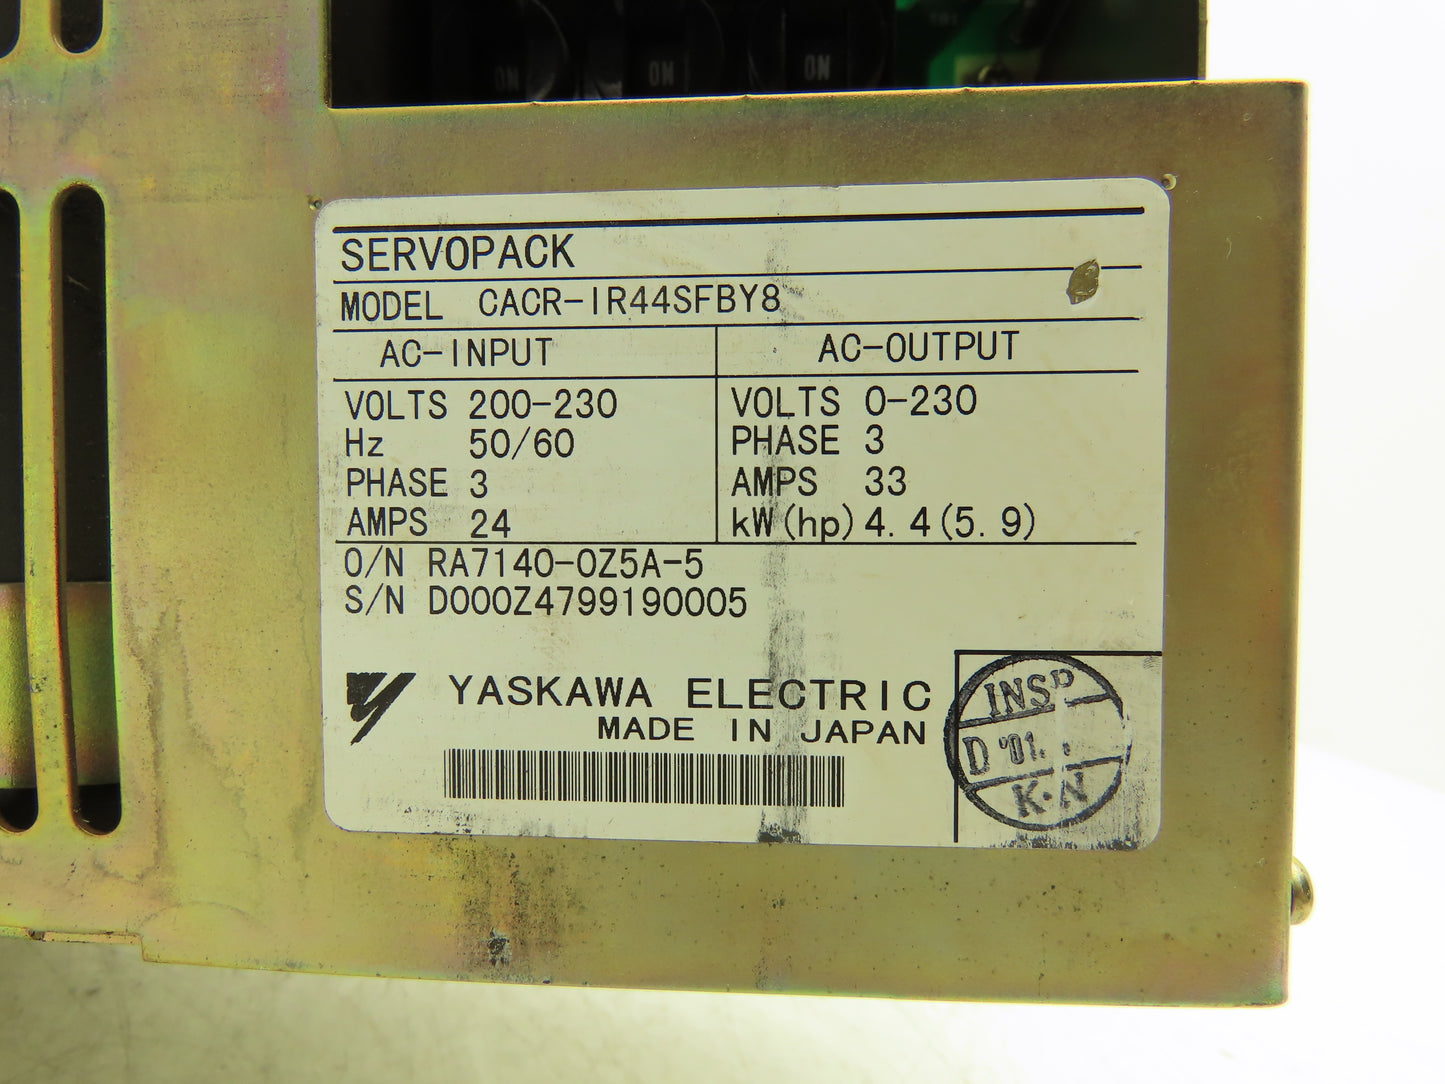 ON ON ON
SERVOPACK
MODEL CACR-IR44SFBY8
AC-INPUT AC-OUTPUT
VOLTS 200-230 VOLTS 0-230
Hz 50/60 PHASE 3
PHASE 3 AMPS 33
AMPS 24 kW(hp) 4.4(5.9)
O/N RA7140-0Z5A-5
S/N D000Z4799190005
YASKAWA ELECTRIC
MADE IN JAPAN
INSP
D '01.
K.N